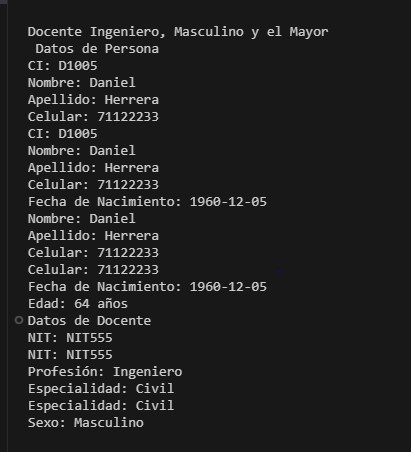 Docente Ingeniero, Masculino y el Mayor
Datos de Persona
CI: D1005
Nombre: Daniel
Apellido: Herrera
Celular: 71122233
CI: D1005
Nombre: Daniel
Apellido: Herrera
Celular: 71122233
Fecha de Nacimiento: 1960-12-05
Nombre: Daniel
Apellido: Herrera
Celular: 71122233
Celular: 71122233
Fecha de Nacimiento: 1960-12-05
Edad: 64 años
Datos de Docente
NIT: NIT555
NIT: NIT555
Profesión: Ingeniero
Especialidad: Civil
Especialidad: Civil
Sexo: Masculino